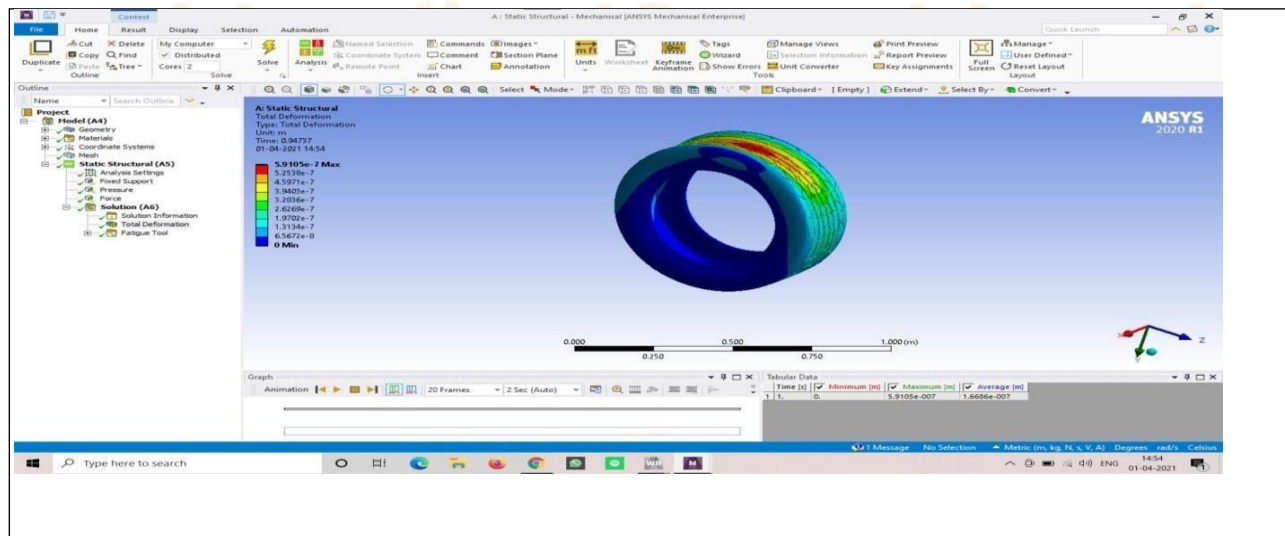 Context
A : Static Structural - Mechanical [ANSYS Mechanical Enterprise]
File Home Result Display Selection Automation
Quick Launch
Duplicate
Cut
Copy
Paste
Delete
Find
Tree
Outline
My Computer
Distributed
Cores 2
Solve
Solve
Analysis
Named Selection
Coordinate System
Remote Point
Commands
Comment
Chart
Images
Section Plane
Annotation
Insert
Units
Worksheet
Keyframe Animation
Tags
Wizard
Show Errors
Manage Views
Selection Information
Unit Converter
Print Preview
Report Preview
Key Assignments
Tools
Full Screen
Manage
User Defined
Reset Layout
Layout
Outline
Name Search Outline
Select Mode Clipboard [ Empty ] Extend Select By Convert
Project
Model (A4)
Geometry
Materials
Coordinate Systems
Mesh
Static Structural (A5)
Analysis Settings
Fixed Support
Pressure
Force
Solution (A6)
Solution Information
Total Deformation
Fatigue Tool
A: Static Structural
Total Deformation
Type: Total Deformation
Unit: m
Time: 0.94737
01-04-2021 14:54
5.9105e-7 Max
5.2538e-7
4.5971e-7
3.9403e-7
3.2836e-7
2.6269e-7
1.9702e-7
1.3134e-7
6.5672e-8
0 Min
ANSYS
2020 R1
0.000 0.500 1.000 (m)
0.250 0.750
Z
Graph
Animation 20 Frames 2 Sec (Auto)
Tabular Data
Time [s] Minimum [m] Maximum [m] Average [m]
1 1. 0. 5.9105e-007 1.6686e-007
1 Message No Selection Metric (m, kg, N, s, V, A) Degrees rad/s Celsius
Type here to search
ENG
14:54
01-04-2021